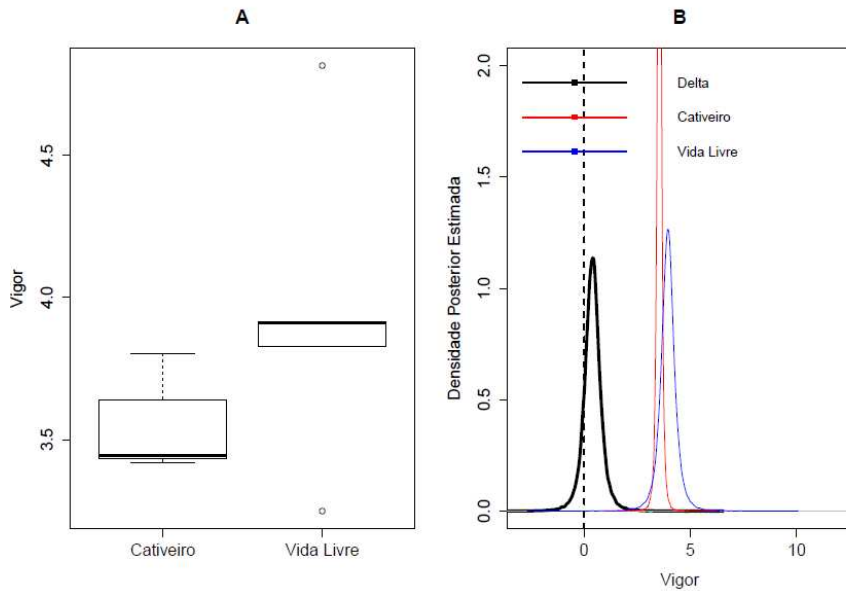 A
Vigor
4.5
4.0
3.5
Cativeiro
Vida Livre
B
Densidade Posterior Estimada
2.0
1.5
1.0
0.5
0.0
Delta
Cativeiro
Vida Livre
0
5
10
Vigor